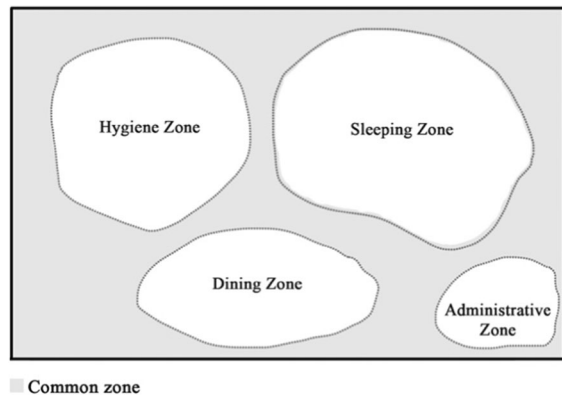 Hygiene Zone
Sleeping Zone
Dining Zone
Administrative
Zone
Common zone